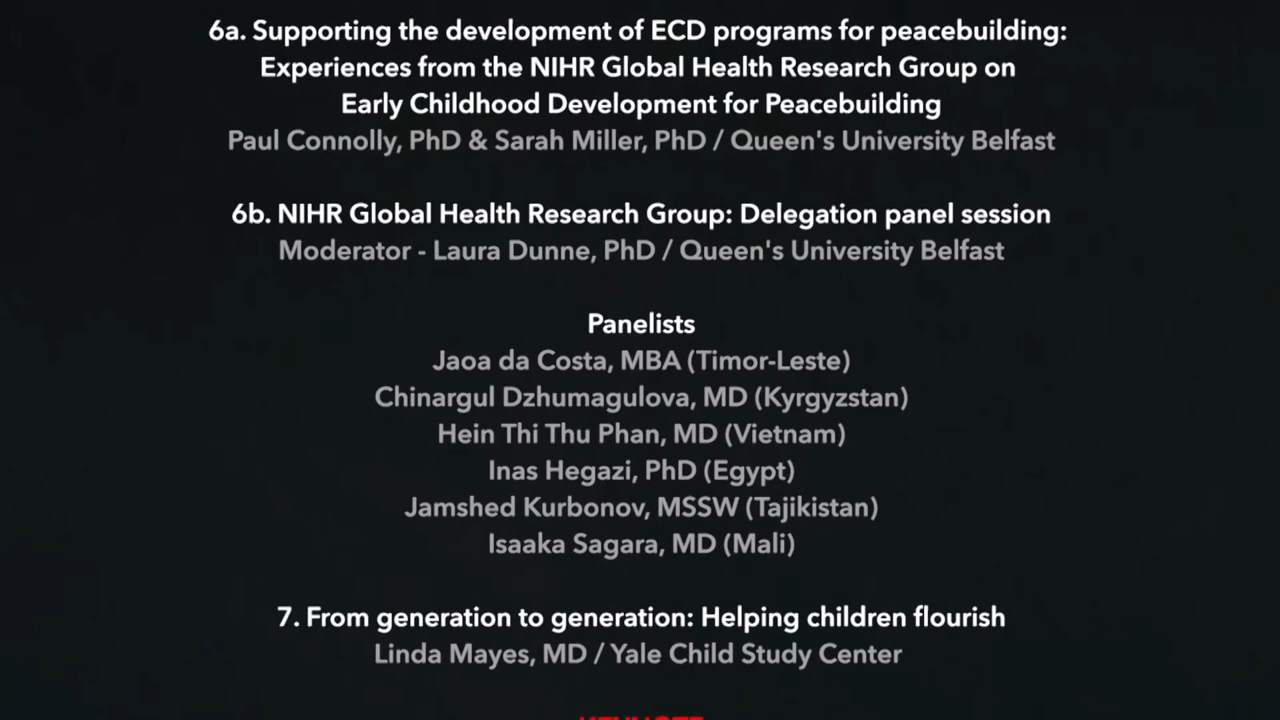 6a. Supporting the development of ECD programs for peacebuilding:
Experiences from the NIHR Global Health Research Group on
Early Childhood Development for Peacebuilding
Paul Connolly, PhD & Sarah Miller, PhD / Queen's University Belfast
6b. NIHR Global Health Research Group: Delegation panel session
Moderator - Laura Dunne, PhD / Queen's University Belfast
Panelists
Jaoa da Costa, MBA (Timor-Leste)
Chinargul Dzhumagulova, MD (Kyrgyzstan)
Hein Thi Thu Phan, MD (Vietnam)
Inas Hegazi, PhD (Egypt)
Jamshed Kurbonov, MSSW (Tajikistan)
Isaaka Sagara, MD (Mali)
7. From generation to generation: Helping children flourish
Linda Mayes, MD / Yale Child Study Center